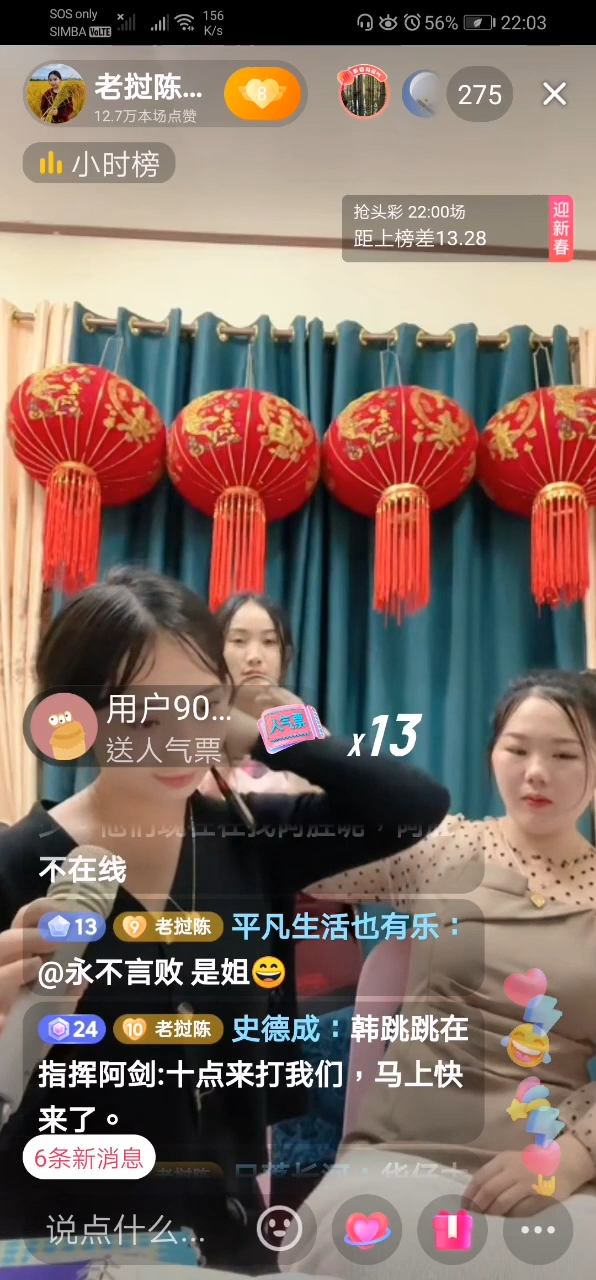 SOS only
SIMBA VoLTE
156
K/s
56%
22:03
老挝陈...
12.7万本场点赞
8
275
小时榜
抢头彩 22:00场
距上榜差13.28
迎新春
用户90...
送人气票
人气票
x13
不在线
13 9 老挝陈 平凡生活也有乐：
@永不言败 是姐😄
24 10 老挝陈 史德成：韩跳跳在
指挥阿剑:十点来打我们，马上快
来了。
6条新消息
老挝陈
说点什么...